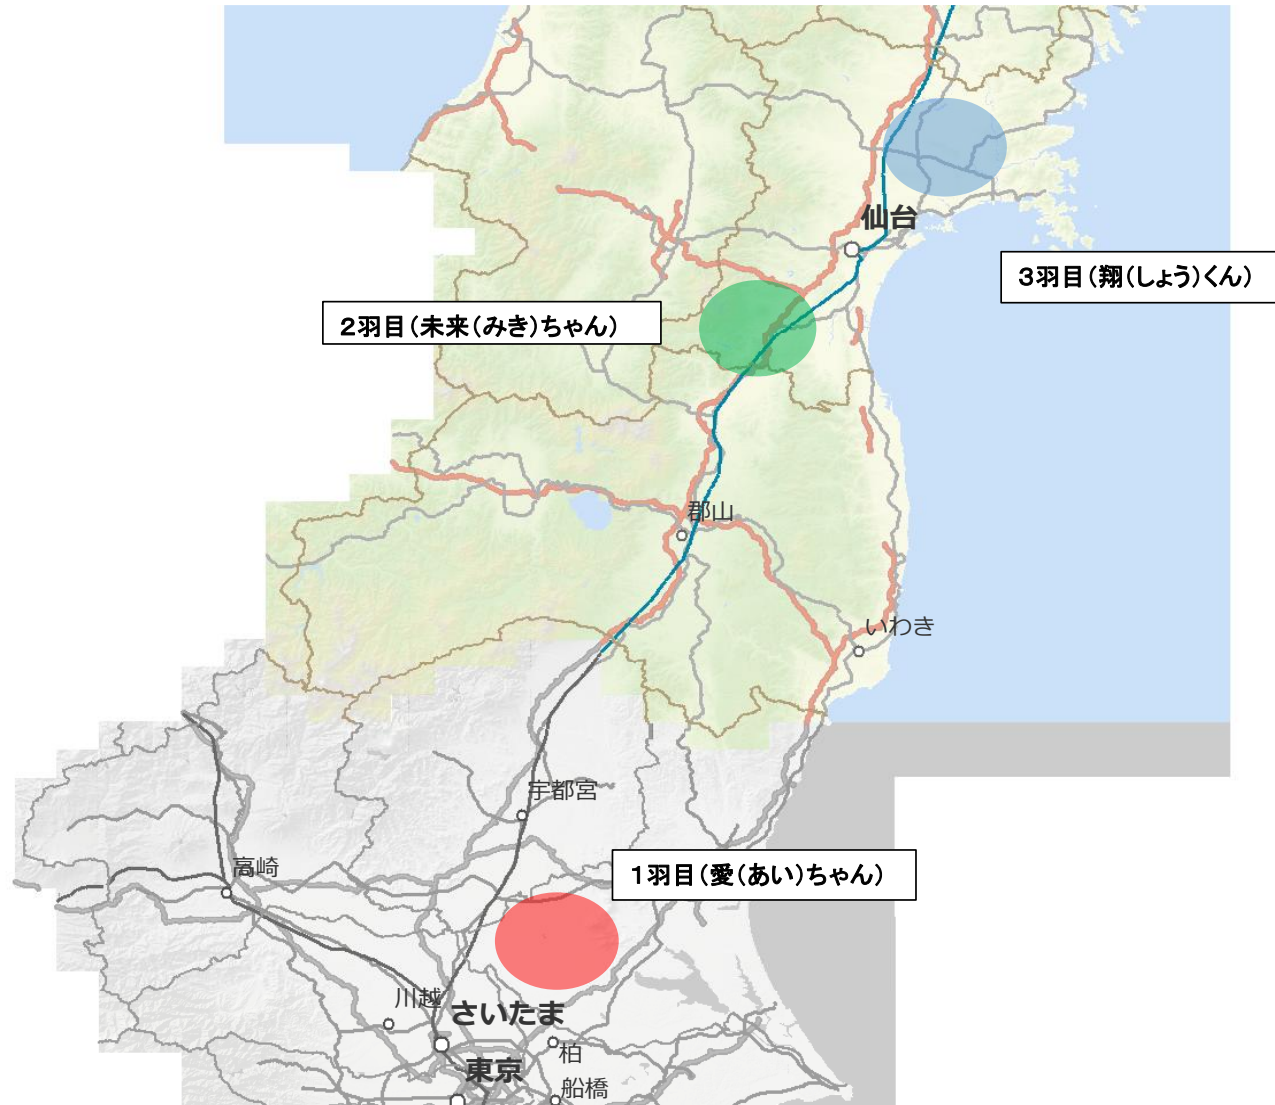 仙台
3羽目(翔(しょう)くん)
2羽目(未来(みき)ちゃん)
郡山
いわき
宇都宮
1羽目(愛(あい)ちゃん)
高崎
川越
さいたま
柏
東京
船橋